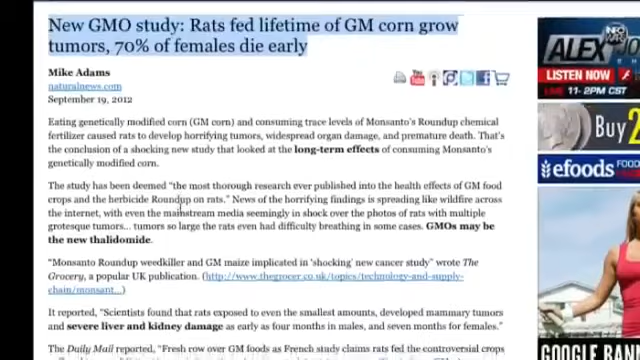 New GMO study: Rats fed lifetime of GM corn grow
tumors, 70% of females die early
Mike Adams
naturalnews.com
September 19, 2012
Eating genetically modified corn (GM corn) and consuming trace levels of Monsanto's Roundup chemical
fertilizer caused rats to develop horrifying tumors, widespread organ damage, and premature death. That's
the conclusion of a shocking new study that looked at the long-term effects of consuming Monsanto's
genetically modified corn.
The study has been deemed "the most thorough research ever published into the health effects of GM food
crops and the herbicide Roundup on rats." News of the horrifying findings is spreading like wildfire across
the internet, with even the mainstream media seemingly in shock over the photos of rats with multiple
grotesque tumors... tumors so large the rats even had difficulty breathing in some cases. GMOs may be
the new thalidomide.
"Monsanto Roundup weedkiller and GM maize implicated in 'shocking' new cancer study" wrote The
Grocery, a popular UK publication. (http://www.thegrocer.co.uk/topics/technology-and-supply-
chain/monsant...)
It reported, "Scientists found that rats exposed to even the smallest amounts, developed mammary tumors
and severe liver and kidney damage as early as four months in males, and seven months for females."
The Daily Mail reported, "Fresh row over GM foods as French study claims rats fed the controversial crops
INFO
WARS
ALEX JO
LISTEN NOW
LIVE 11-2PM CST
Buy 2
efoods
GOOGLE BAN